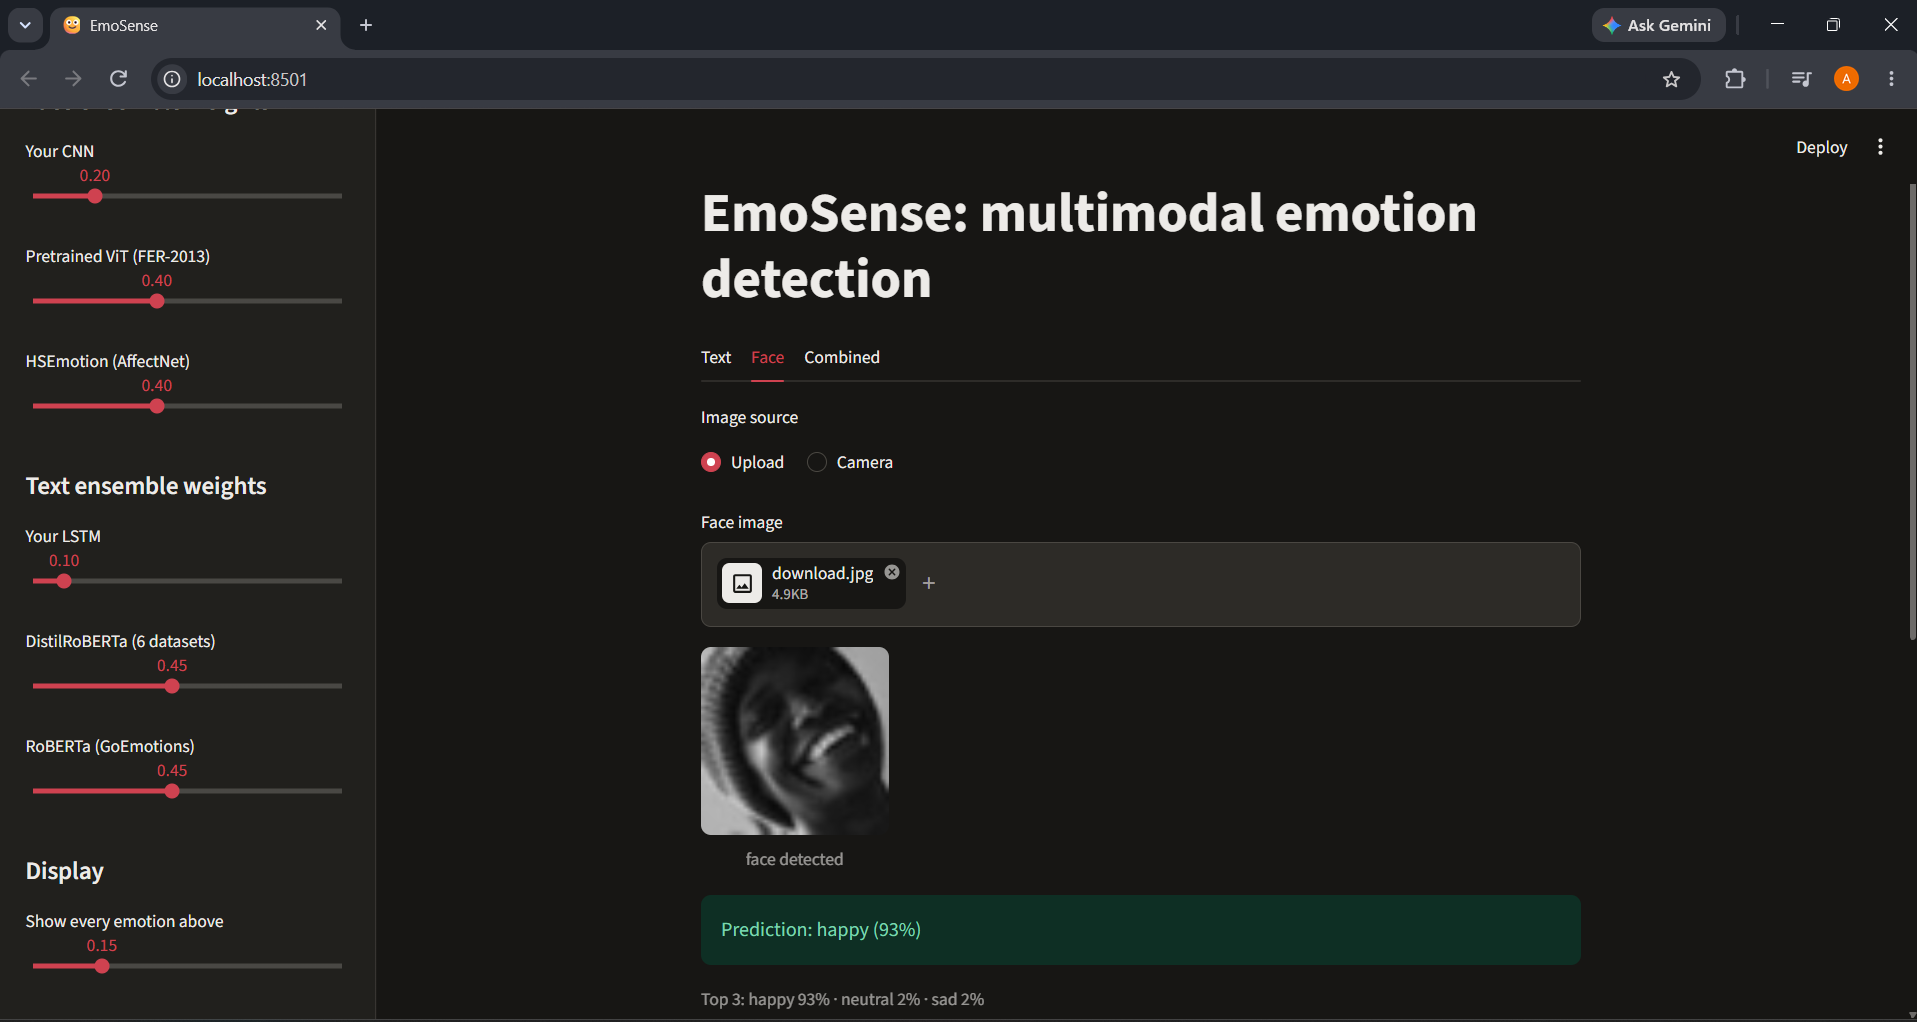 EmoSense
Ask Gemini
localhost:8501
A
Your CNN
0.20
Pretrained ViT (FER-2013)
0.40
HSEmotion (AffectNet)
0.40
Text ensemble weights
Your LSTM
0.10
DistilRoBERTa (6 datasets)
0.45
RoBERTa (GoEmotions)
0.45
Display
Show every emotion above
0.15
Deploy
EmoSense: multimodal emotion
detection
Text Face Combined
Image source
Upload Camera
Face image
download.jpg
4.9KB
face detected
Prediction: happy (93%)
Top 3: happy 93% · neutral 2% · sad 2%